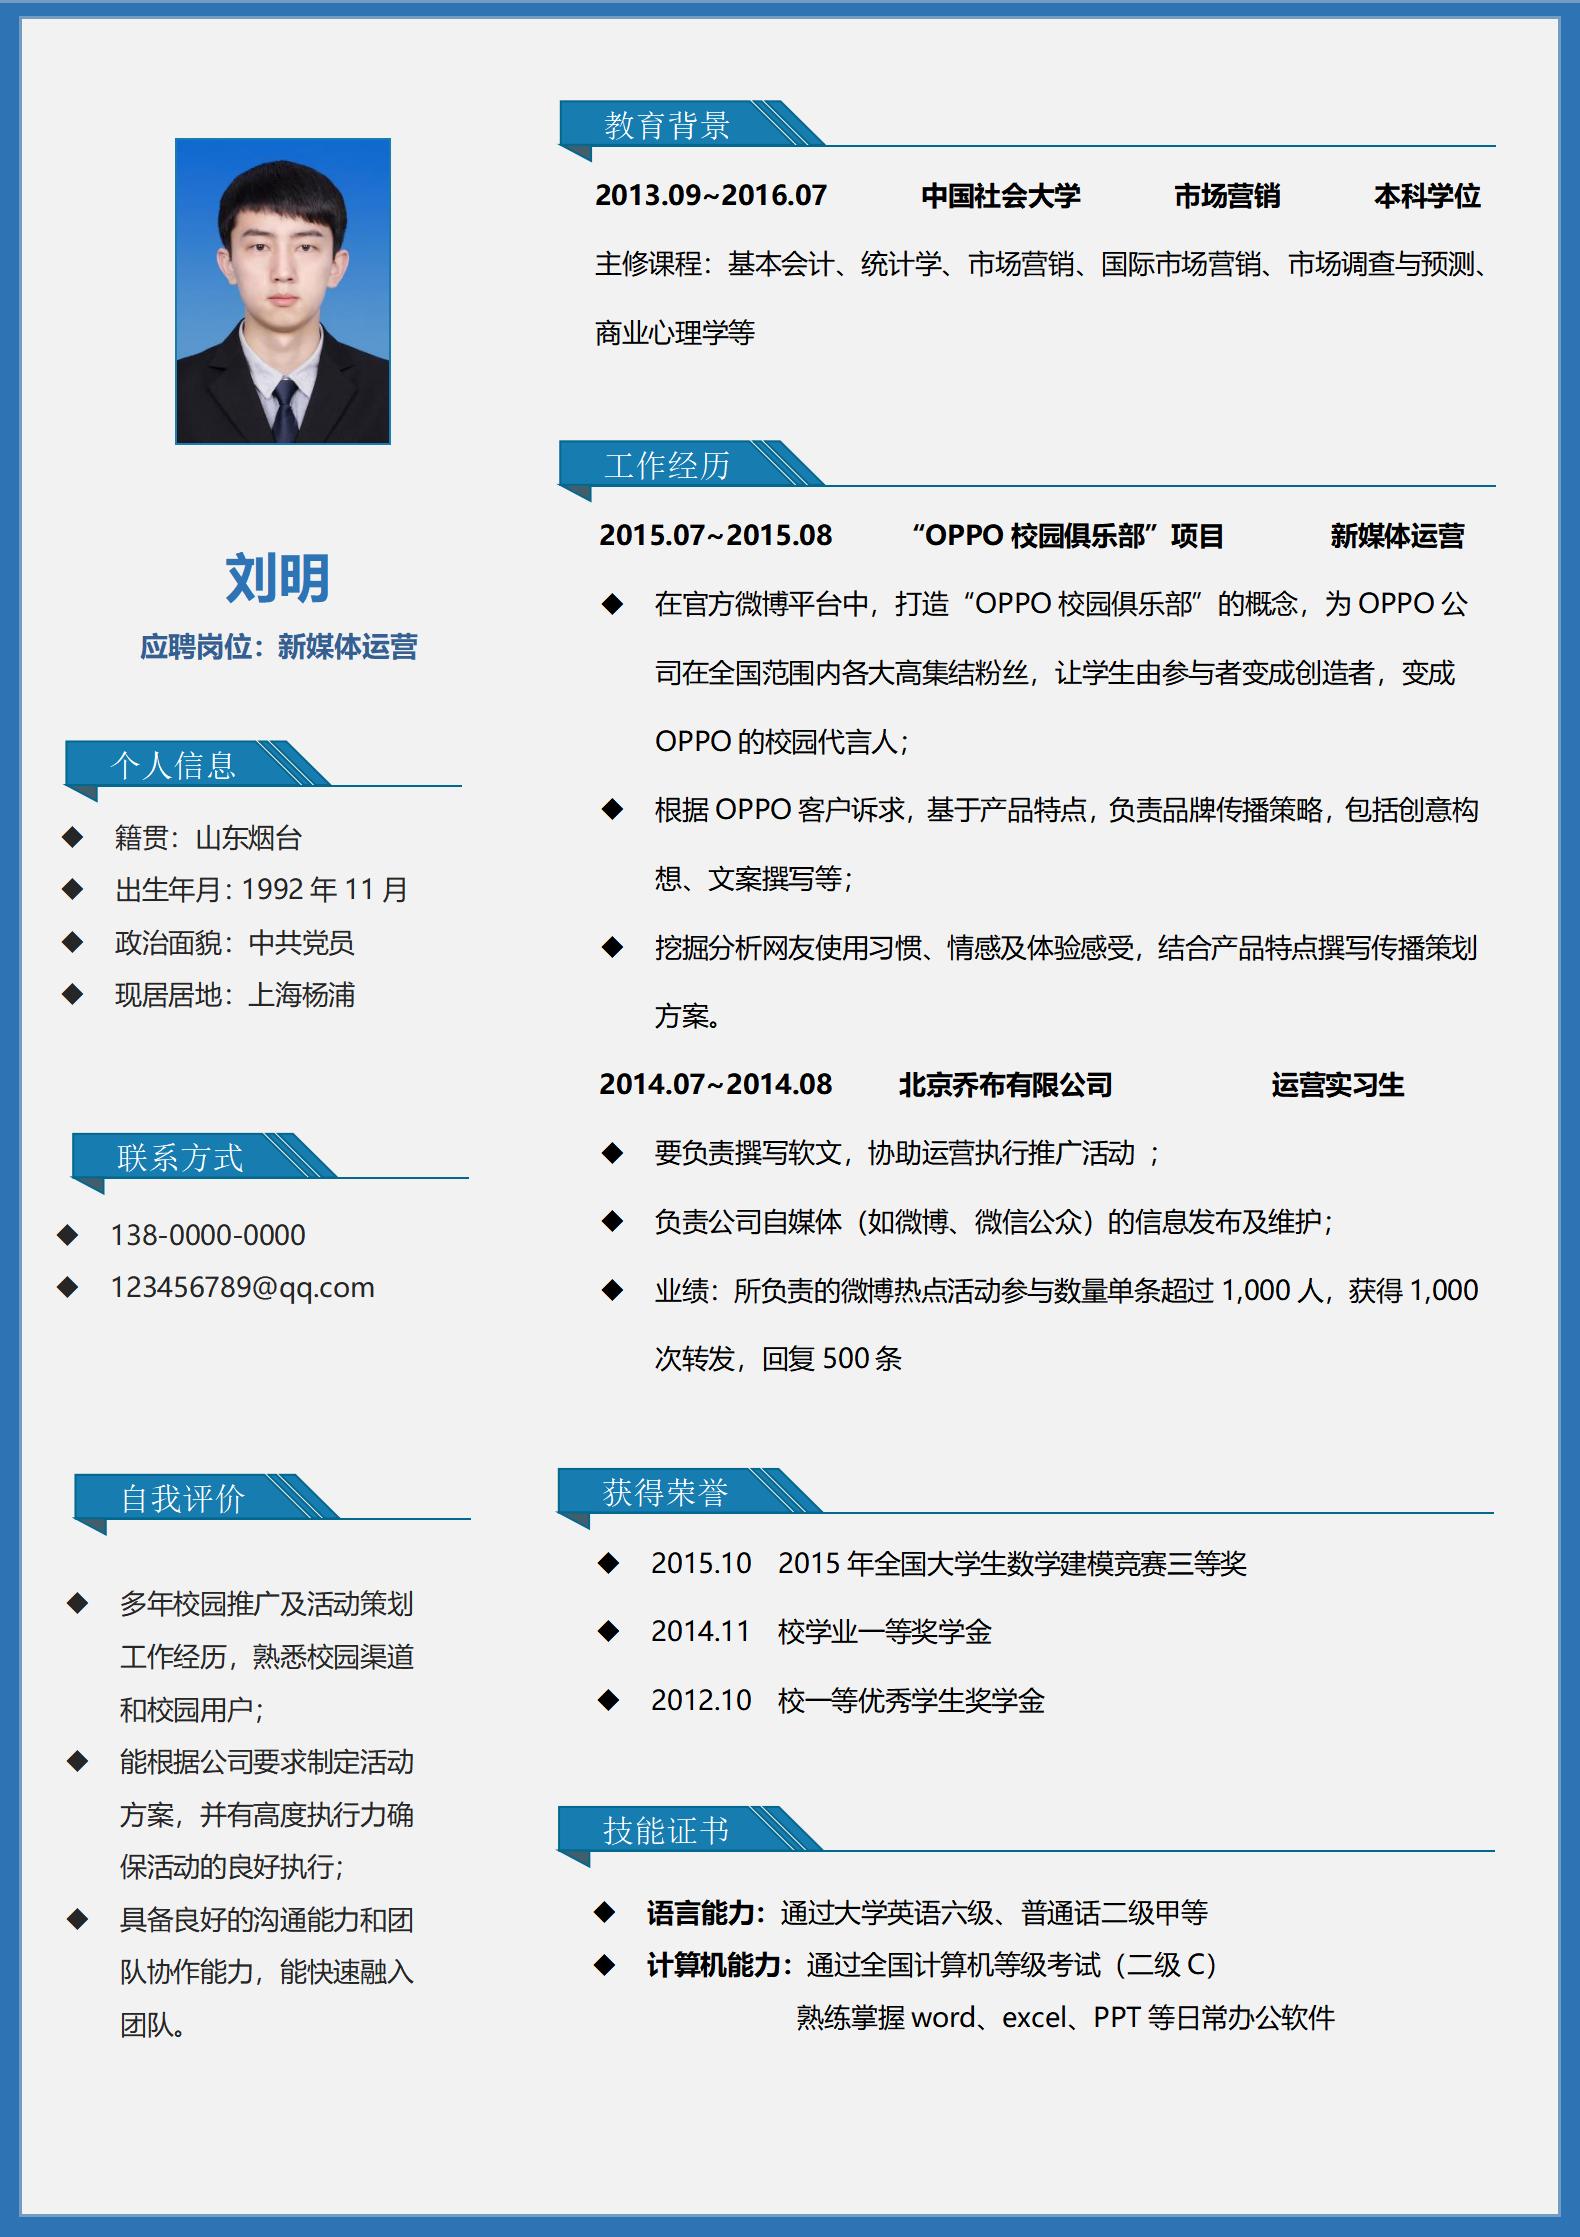 刘明
应聘岗位：新媒体运营
个人信息
◆ 籍贯：山东烟台
◆ 出生年月：1992 年 11 月
◆ 政治面貌：中共党员
◆ 现居居地：上海杨浦
联系方式
◆ 138-0000-0000
◆ 123456789@qq.com
自我评价
◆ 多年校园推广及活动策划
工作经历，熟悉校园渠道
和校园用户；
◆ 能根据公司要求制定活动
方案，并有高度执行力确
保活动的良好执行；
◆ 具备良好的沟通能力和团
队协作能力，能快速融入
团队。
教育背景
2013.09~2016.07 中国社会大学 市场营销 本科学位
主修课程：基本会计、统计学、市场营销、国际市场营销、市场调查与预测、
商业心理学等
工作经历
2015.07~2015.08 “OPPO 校园俱乐部”项目 新媒体运营
◆ 在官方微博平台中，打造“OPPO 校园俱乐部”的概念，为 OPPO 公
司在全国范围内各大高集结粉丝，让学生由参与者变成创造者，变成
OPPO 的校园代言人；
◆ 根据 OPPO 客户诉求，基于产品特点，负责品牌传播策略，包括创意构
想、文案撰写等；
◆ 挖掘分析网友使用习惯、情感及体验感受，结合产品特点撰写传播策划
方案。
2014.07~2014.08 北京乔布有限公司 运营实习生
◆ 要负责撰写软文，协助运营执行推广活动 ；
◆ 负责公司自媒体（如微博、微信公众）的信息发布及维护；
◆ 业绩：所负责的微博热点活动参与数量单条超过 1,000 人，获得 1,000
次转发，回复 500 条
获得荣誉
◆ 2015.10 2015 年全国大学生数学建模竞赛三等奖
◆ 2014.11 校学业一等奖学金
◆ 2012.10 校一等优秀学生奖学金
技能证书
◆ 语言能力：通过大学英语六级、普通话二级甲等
◆ 计算机能力：通过全国计算机等级考试（二级 C）
熟练掌握 word、excel、PPT 等日常办公软件